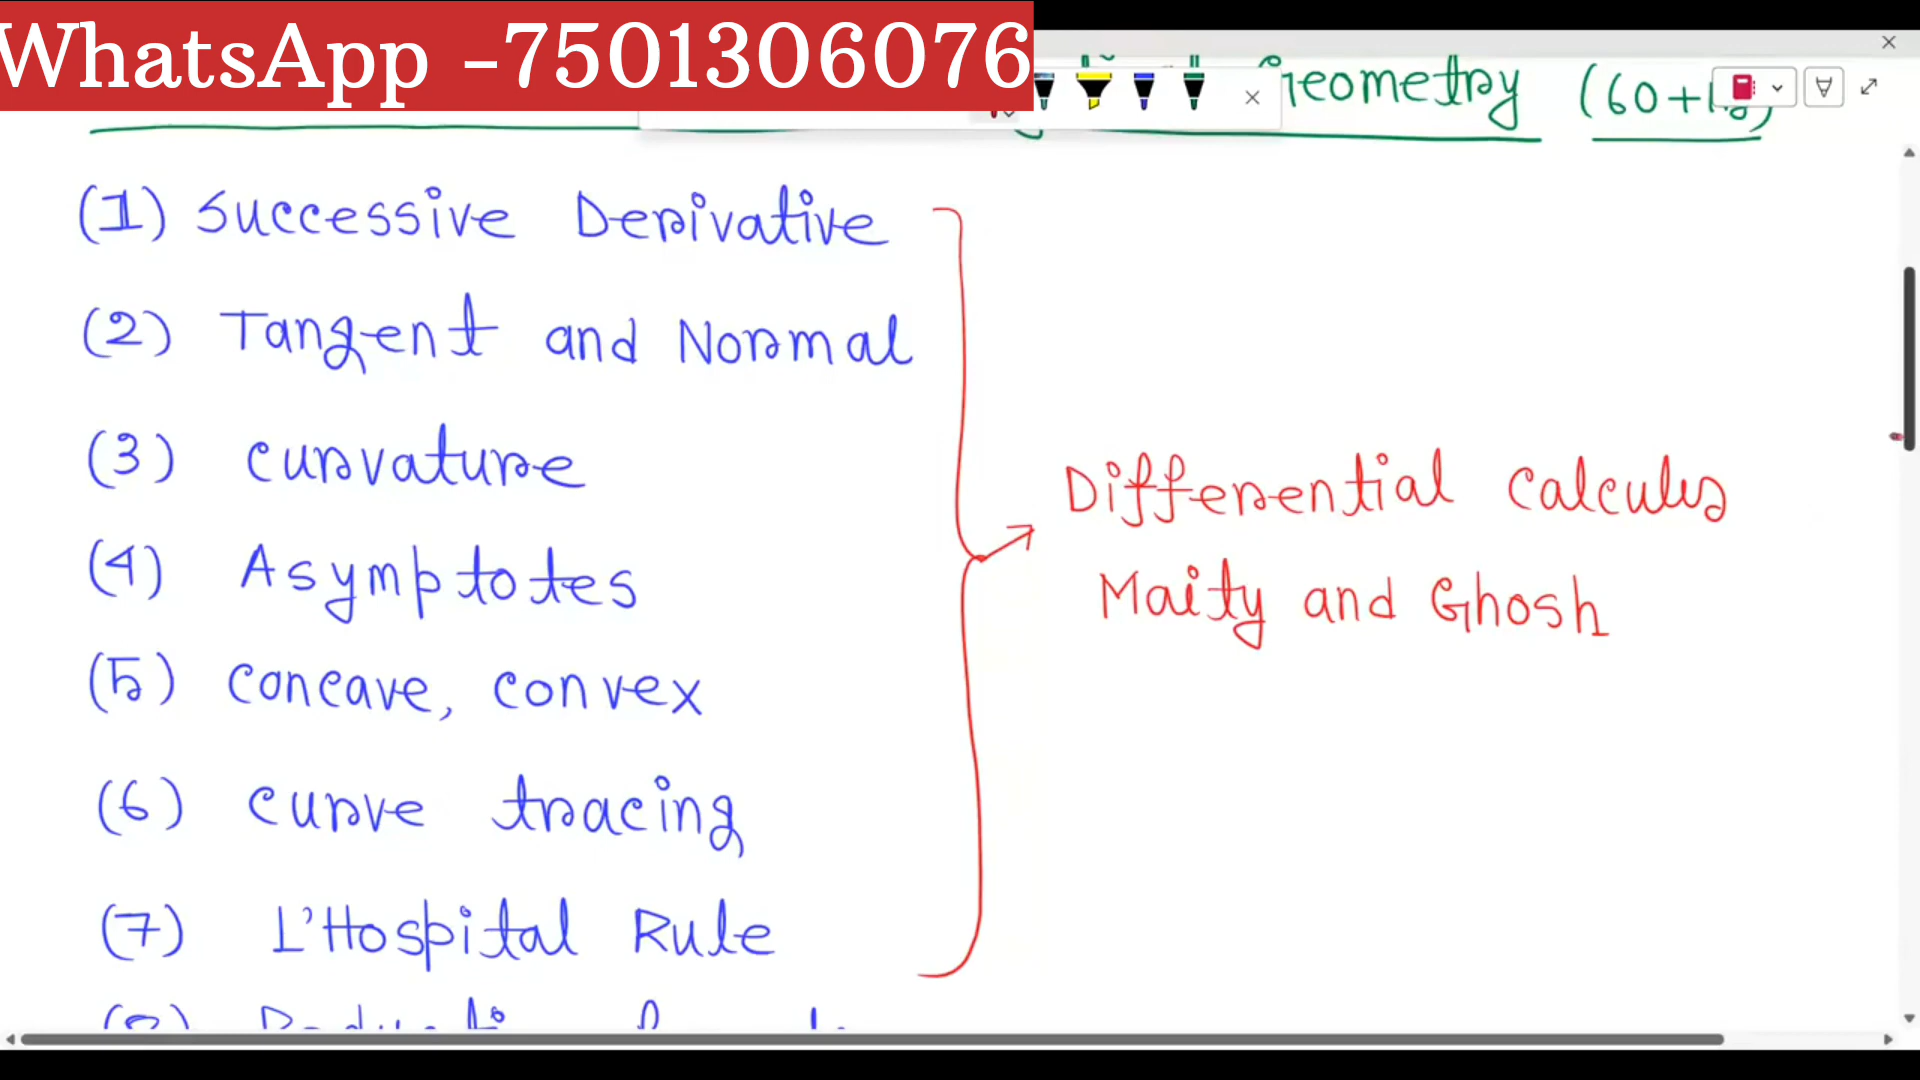 WhatsApp -7501306076
Geometry (60+
(1) Successive Derivative
(2) Tangent and Normal
(3) Curvature
(4) Asymptotes
(5) Concave, convex
(6) Curve tracing
(7) L'Hospital Rule
Differential Calculus
Maity and Ghosh